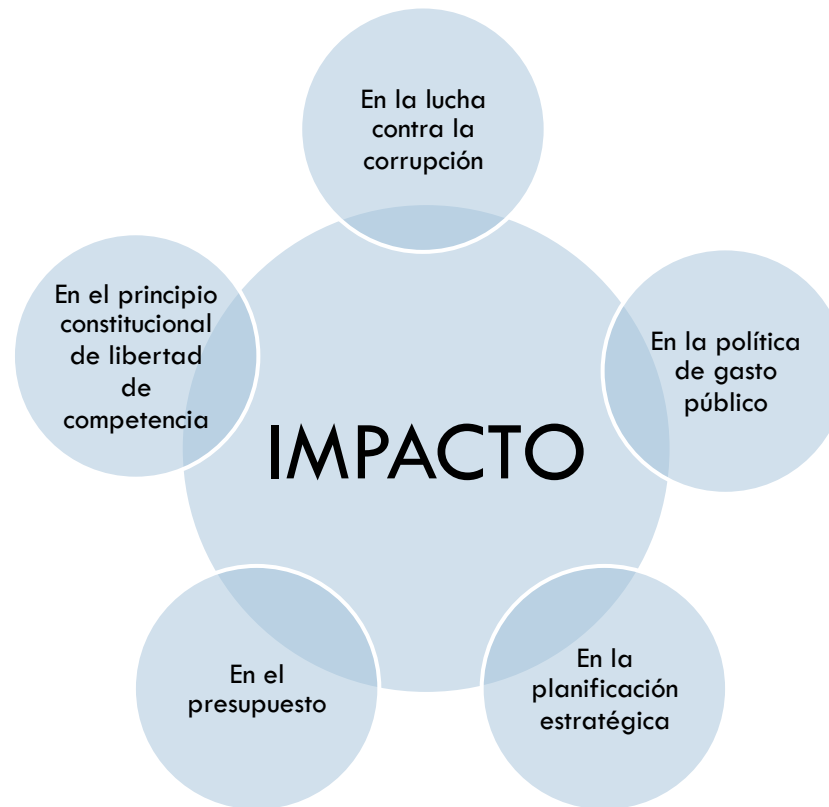 En la lucha
contra la
corrupción
En el principio
constitucional
de libertad
de
competencia
En la política
de gasto
público
IMPACTO
En el
presupuesto
En la
planificación
estratégica